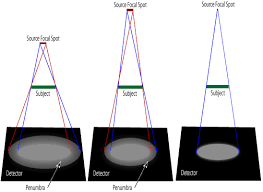 Source Focal Spot
Source Focal Spot
Source Focal Spot
Subject
Subject
Subject
Detector
Detector
Detector
Penumbra
Penumbra